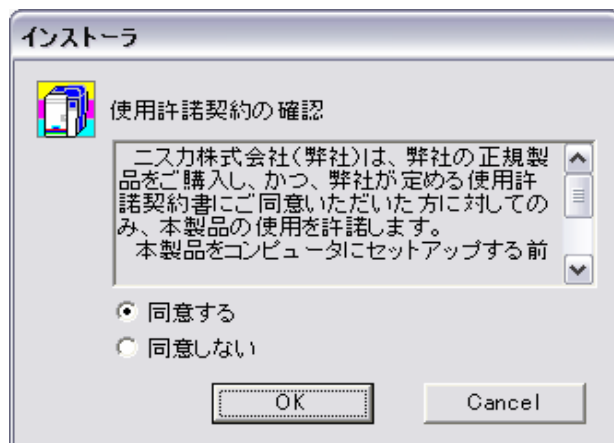 インストーラ
使用許諾契約の確認
ニスカ株式会社(弊社)は、弊社の正規製
品をご購入し、かつ、弊社が定める使用許
諾契約書にご同意いただいた方に対しての
み、本製品の使用を許諾します。
本製品をコンピュータにセットアップする前
同意する
同意しない
OK
Cancel